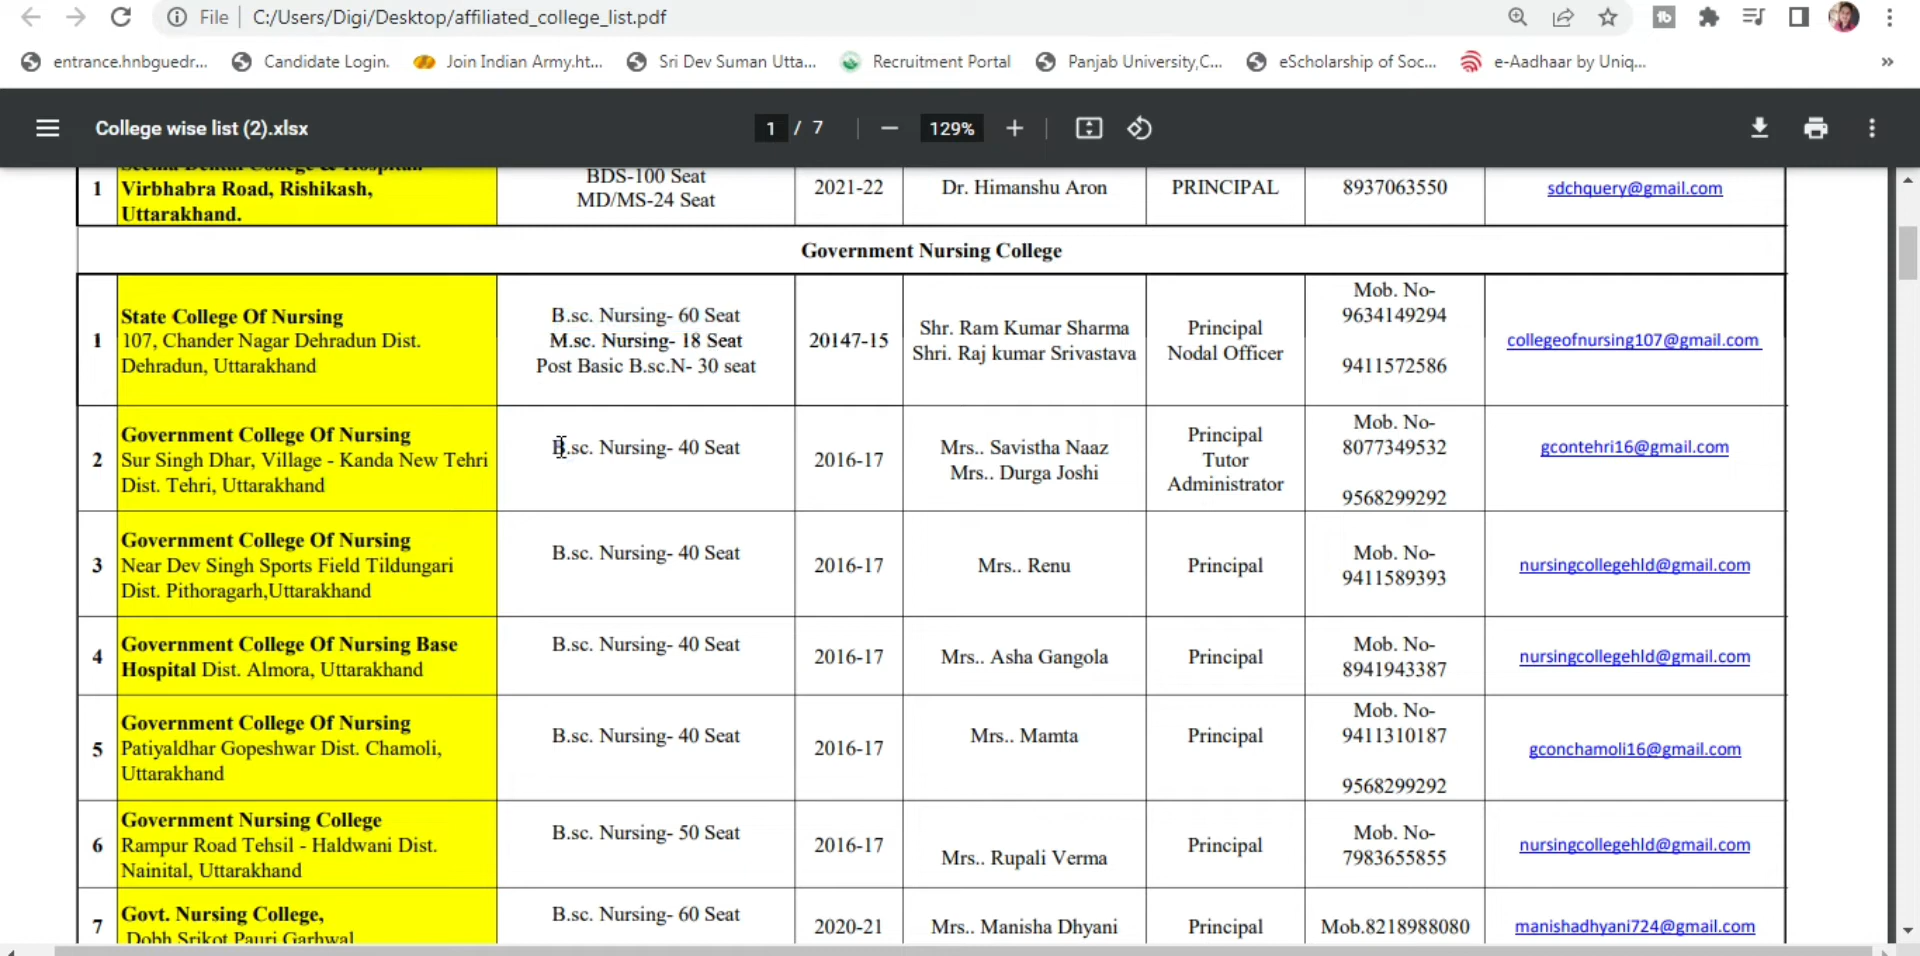 File C:/Users/Digi/Desktop/affiliated_college_list.pdf
entrance.hnbguedr... Candidate Login. Join Indian Army.ht... Sri Dev Suman Utta... Recruitment Portal Panjab University,C... eScholarship of Soc... e-Aadhaar by Uniq... »
College wise list (2).xlsx 1 / 7 129%
1
Virbhabra Road, Rishikash,
Uttarakhand.
BDS-100 Seat
MD/MS-24 Seat
2021-22
Dr. Himanshu Aron
PRINCIPAL
8937063550
sdchquery@gmail.com
Government Nursing College
1
State College Of Nursing
107, Chander Nagar Dehradun Dist.
Dehradun, Uttarakhand
B.sc. Nursing- 60 Seat
M.sc. Nursing- 18 Seat
Post Basic B.sc.N- 30 seat
20147-15
Shr. Ram Kumar Sharma
Shri. Raj kumar Srivastava
Principal
Nodal Officer
Mob. No-
9634149294
9411572586
collegeofnursing107@gmail.com
2
Government College Of Nursing
Sur Singh Dhar, Village - Kanda New Tehri
Dist. Tehri, Uttarakhand
B.sc. Nursing- 40 Seat
2016-17
Mrs.. Savistha Naaz
Mrs.. Durga Joshi
Principal
Tutor
Administrator
Mob. No-
8077349532
9568299292
gcontehri16@gmail.com
3
Government College Of Nursing
Near Dev Singh Sports Field Tildungari
Dist. Pithoragarh,Uttarakhand
B.sc. Nursing- 40 Seat
2016-17
Mrs.. Renu
Principal
Mob. No-
9411589393
nursingcollegehld@gmail.com
4
Government College Of Nursing Base
Hospital Dist. Almora, Uttarakhand
B.sc. Nursing- 40 Seat
2016-17
Mrs.. Asha Gangola
Principal
Mob. No-
8941943387
nursingcollegehld@gmail.com
5
Government College Of Nursing
Patiyaldhar Gopeshwar Dist. Chamoli,
Uttarakhand
B.sc. Nursing- 40 Seat
2016-17
Mrs.. Mamta
Principal
Mob. No-
9411310187
9568299292
gconchamoli16@gmail.com
6
Government Nursing College
Rampur Road Tehsil - Haldwani Dist.
Nainital, Uttarakhand
B.sc. Nursing- 50 Seat
2016-17
Mrs.. Rupali Verma
Principal
Mob. No-
7983655855
nursingcollegehld@gmail.com
7
Govt. Nursing College,
Dobh Srikot Pauri Garhwal
B.sc. Nursing- 60 Seat
2020-21
Mrs.. Manisha Dhyani
Principal
Mob.8218988080
manishadhyani724@gmail.com